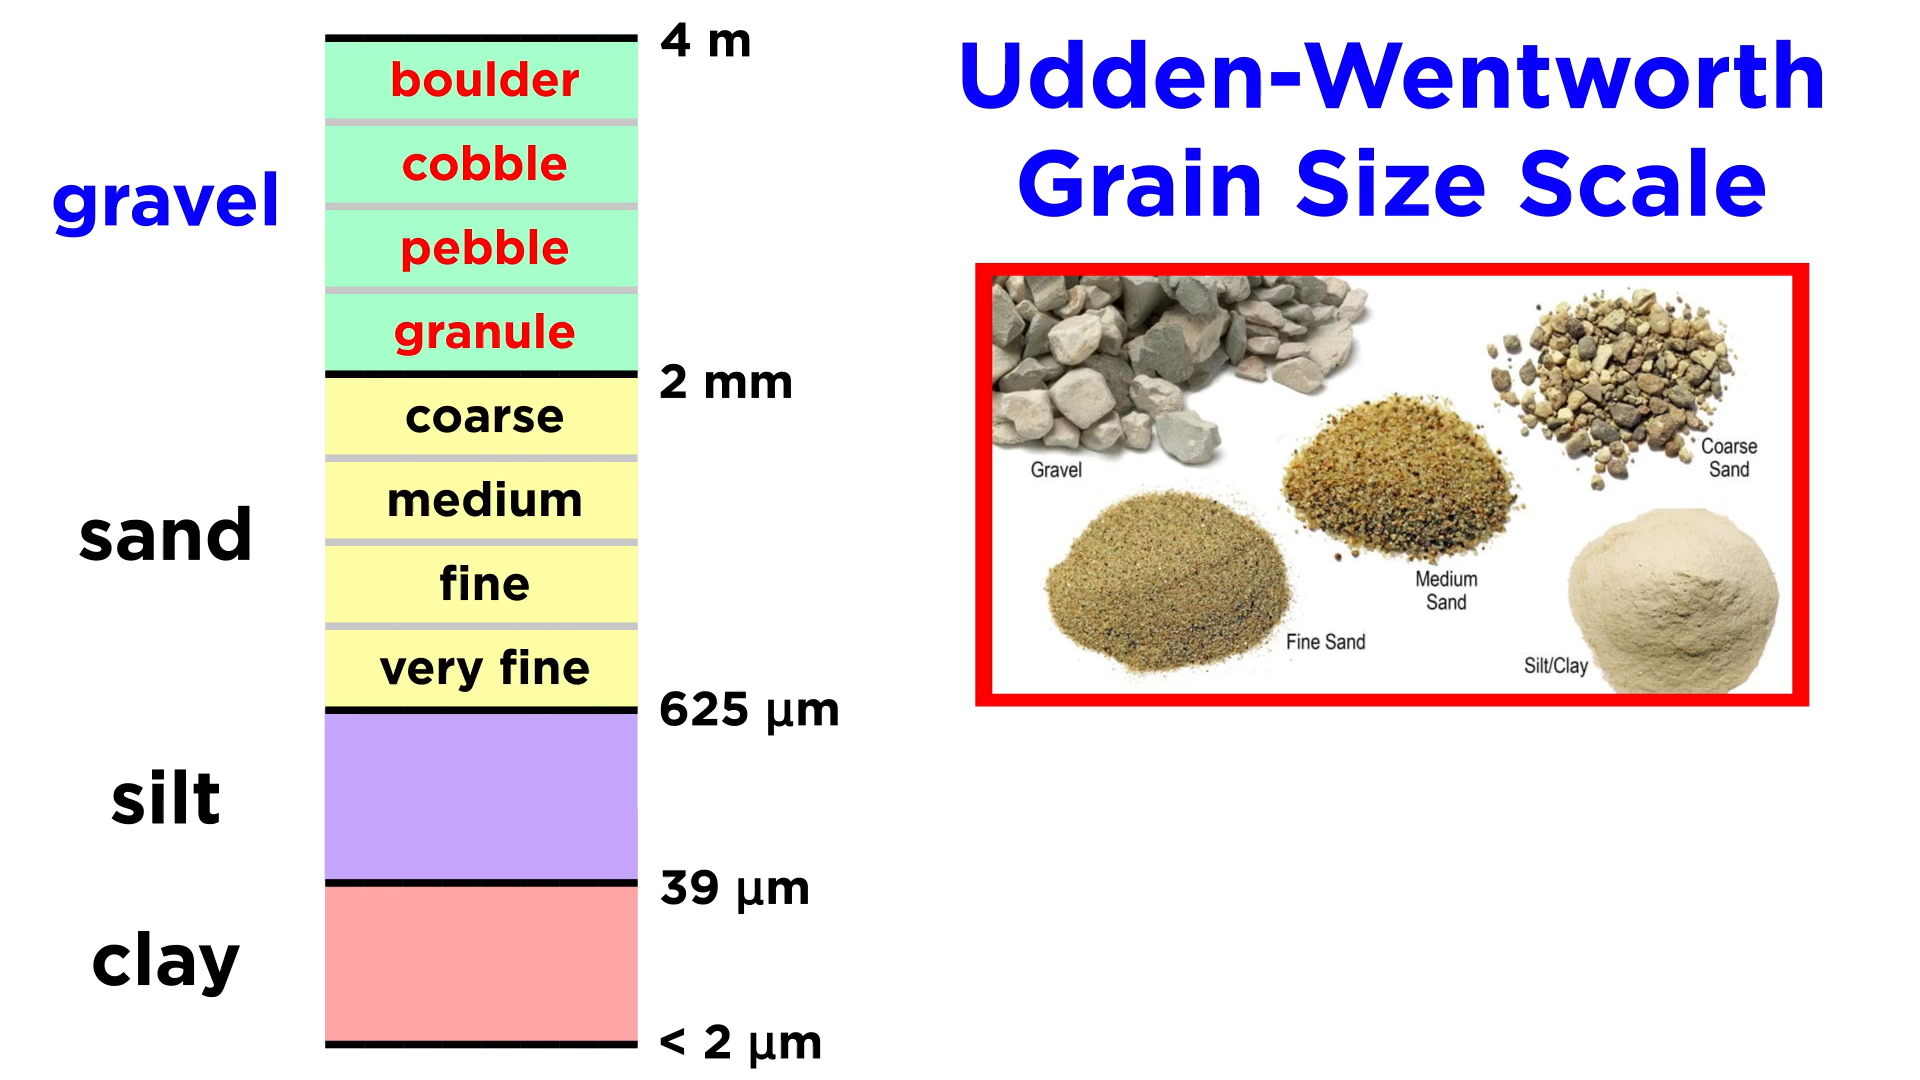 Udden-Wentworth
Grain Size Scale
gravel
boulder
cobble
pebble
granule
sand
coarse
medium
fine
very fine
silt
clay
4 m
2 mm
625 µm
39 µm
< 2 µm
Gravel
Coarse
Sand
Medium
Sand
Fine Sand
Silt/Clay